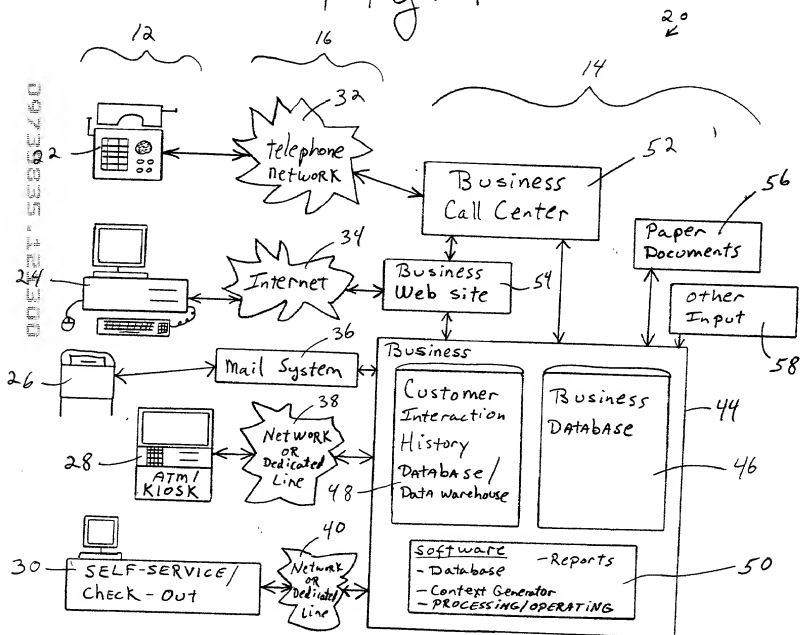 20
12
16
14
22
32
Telephone
Network
52
Business
Call Center
56
Paper
Documents
24
34
Internet
Business
Web site
54
Other
Input
58
26
36
Mail System
Business
44
28
ATM/
KIOSK
38
Network
OR
Dedicated
Line
Customer
Interaction
History
DATABASE/
Data warehouse
48
Business
DATABASE
46
30
SELF-SERVICE/
Check-Out
40
Network
OR
Dedicated
Line
Software
- Reports
- Database
- Context Generator
- PROCESSING/OPERATING
50